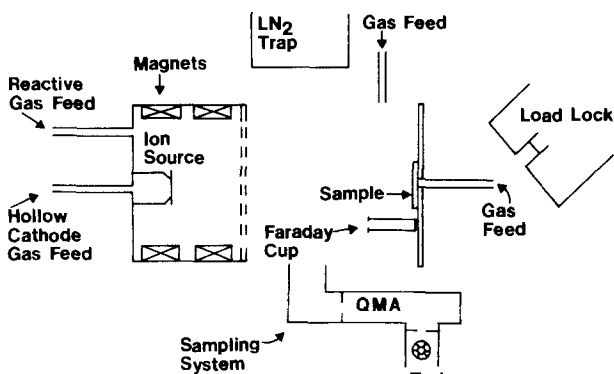 LN2
Trap
Gas Feed
Magnets
Reactive
Gas Feed
Load Lock
Ion
Source
Sample
Hollow
Cathode
Gas Feed
Faraday
Cup
Gas
Feed
QMA
Sampling
System